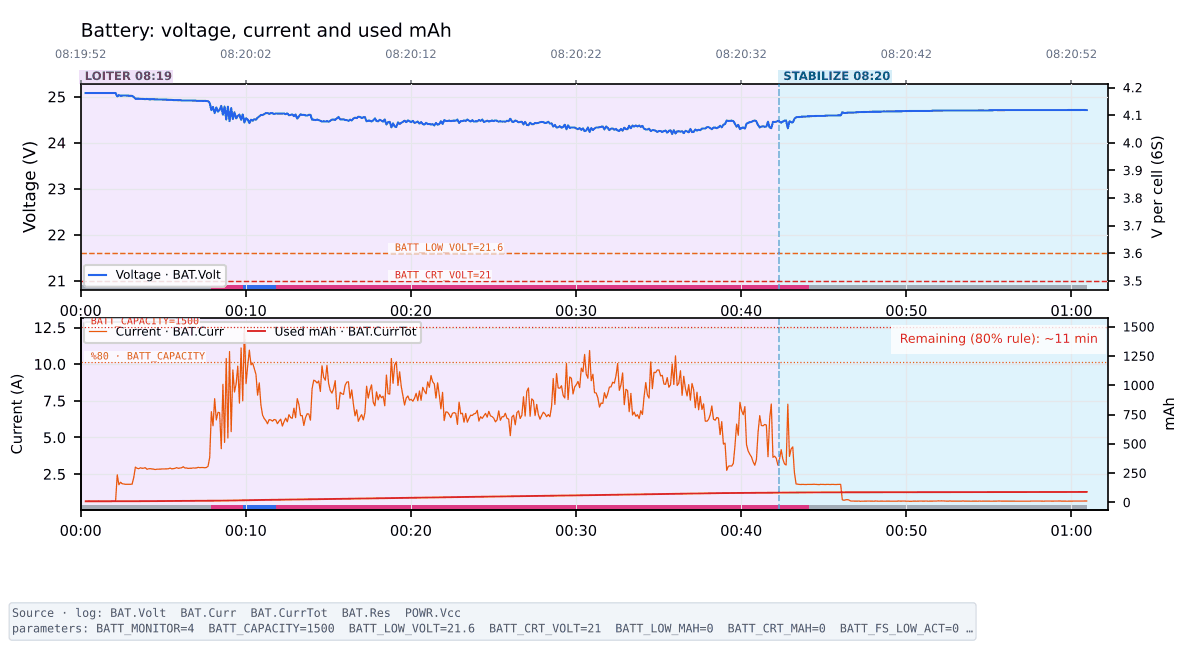 Battery: voltage, current and used mAh
08:19:52 08:20:02 08:20:12 08:20:22 08:20:32 08:20:42 08:20:52
LOITER 08:19 STABILIZE 08:20
25 4.2
4.1
24 4.0
3.9
23 3.8
3.7
22 3.6
21 3.5
Voltage (V)
V per cell (6S)
BATT_LOW_VOLT=21.6
BATT_CRT_VOLT=21
Voltage · BAT.Volt
00:00 00:10 00:20 00:30 00:40 00:50 01:00
BATT_CAPACITY=1500
Current · BAT.Curr Used mAh · BAT.CurrTot
Remaining (80% rule): ~11 min
%80 · BATT_CAPACITY
12.5 1500
10.0 1250
1000
7.5 750
5.0 500
2.5 250
0
Current (A)
mAh
00:00 00:10 00:20 00:30 00:40 00:50 01:00
Source · log: BAT.Volt BAT.Curr BAT.CurrTot BAT.Res POWR.Vcc
parameters: BATT_MONITOR=4 BATT_CAPACITY=1500 BATT_LOW_VOLT=21.6 BATT_CRT_VOLT=21 BATT_LOW_MAH=0 BATT_CRT_MAH=0 BATT_FS_LOW_ACT=0 …